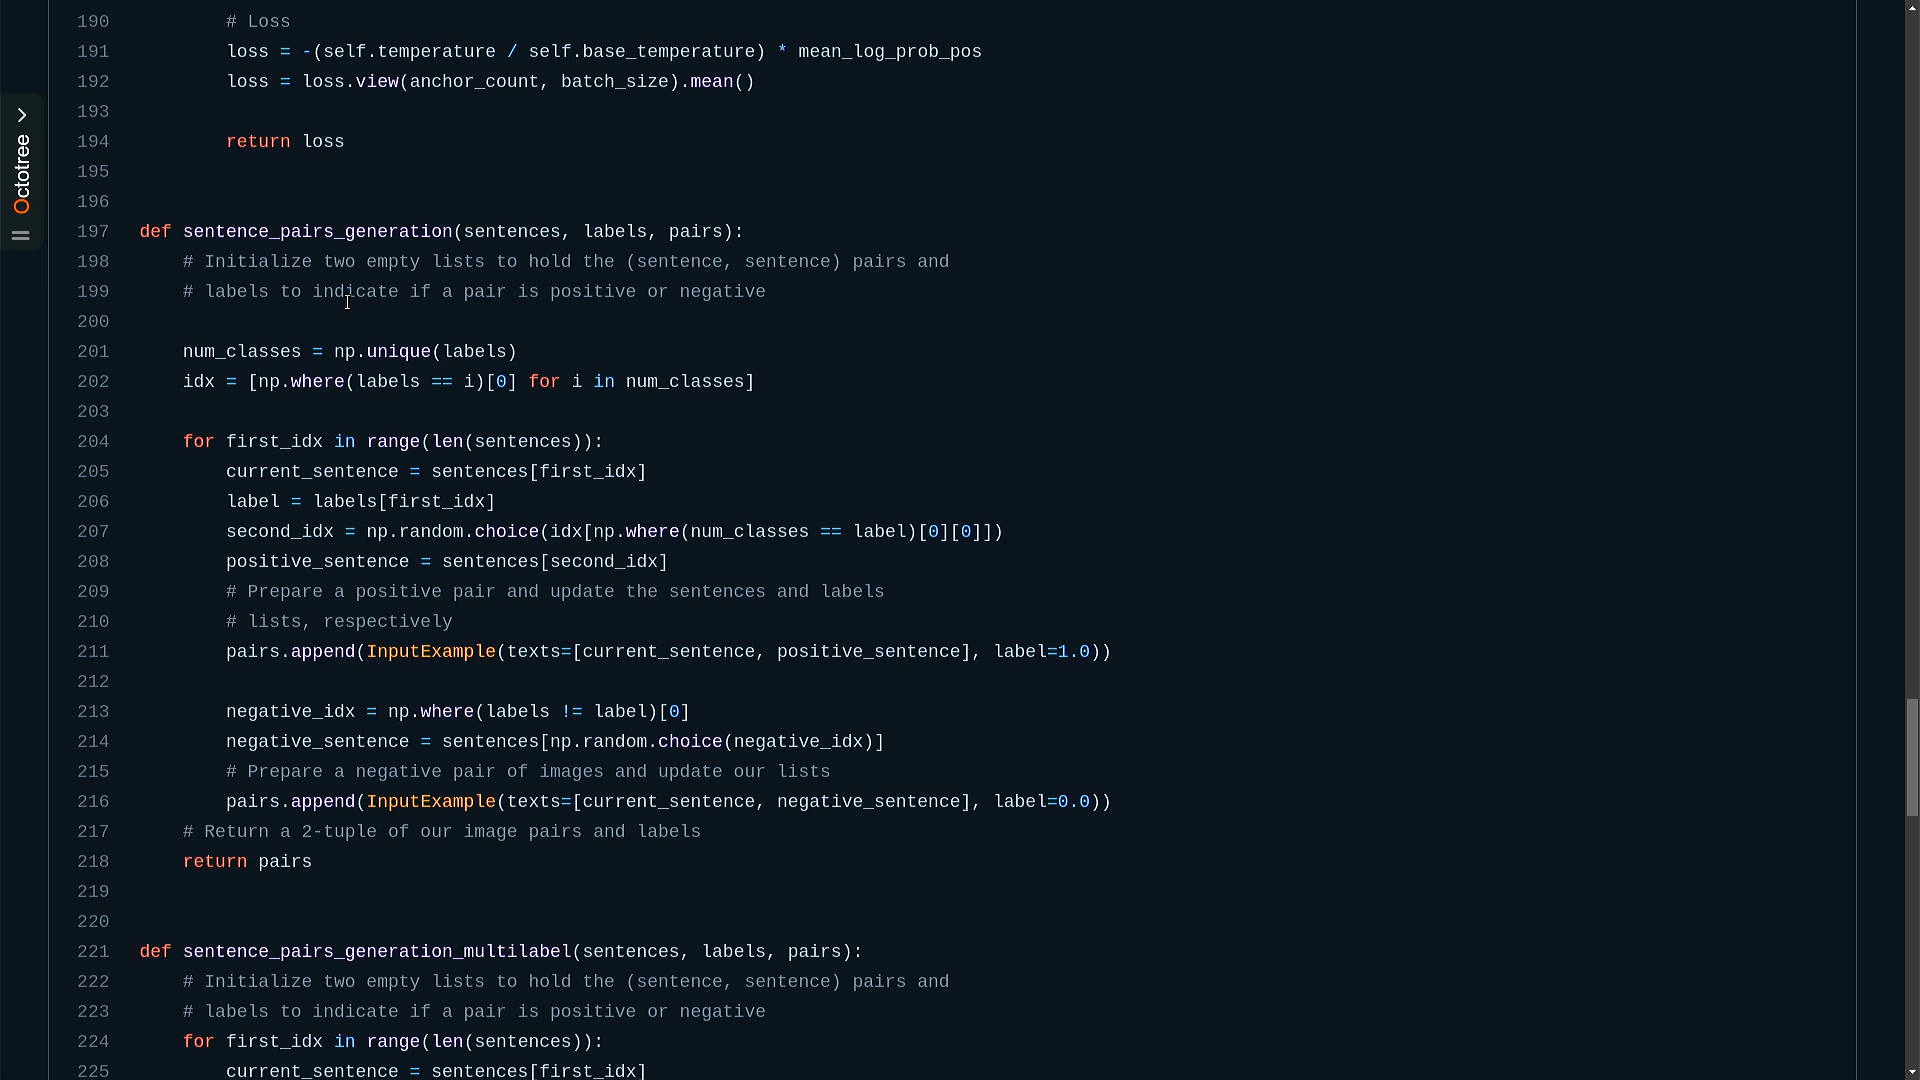 Octotree
190 # Loss
191 loss = -(self.temperature / self.base_temperature) * mean_log_prob_pos
192 loss = loss.view(anchor_count, batch_size).mean()
193
194 return loss
195
196
197 def sentence_pairs_generation(sentences, labels, pairs):
198 # Initialize two empty lists to hold the (sentence, sentence) pairs and
199 # labels to indicate if a pair is positive or negative
200
201 num_classes = np.unique(labels)
202 idx = [np.where(labels == i)[0] for i in num_classes]
203
204 for first_idx in range(len(sentences)):
205 current_sentence = sentences[first_idx]
206 label = labels[first_idx]
207 second_idx = np.random.choice(idx[np.where(num_classes == label)[0][0]])
208 positive_sentence = sentences[second_idx]
209 # Prepare a positive pair and update the sentences and labels
210 # lists, respectively
211 pairs.append(InputExample(texts=[current_sentence, positive_sentence], label=1.0))
212
213 negative_idx = np.where(labels != label)[0]
214 negative_sentence = sentences[np.random.choice(negative_idx)]
215 # Prepare a negative pair of images and update our lists
216 pairs.append(InputExample(texts=[current_sentence, negative_sentence], label=0.0))
217 # Return a 2-tuple of our image pairs and labels
218 return pairs
219
220
221 def sentence_pairs_generation_multilabel(sentences, labels, pairs):
222 # Initialize two empty lists to hold the (sentence, sentence) pairs and
223 # labels to indicate if a pair is positive or negative
224 for first_idx in range(len(sentences)):
225 current_sentence = sentences[first_idx]